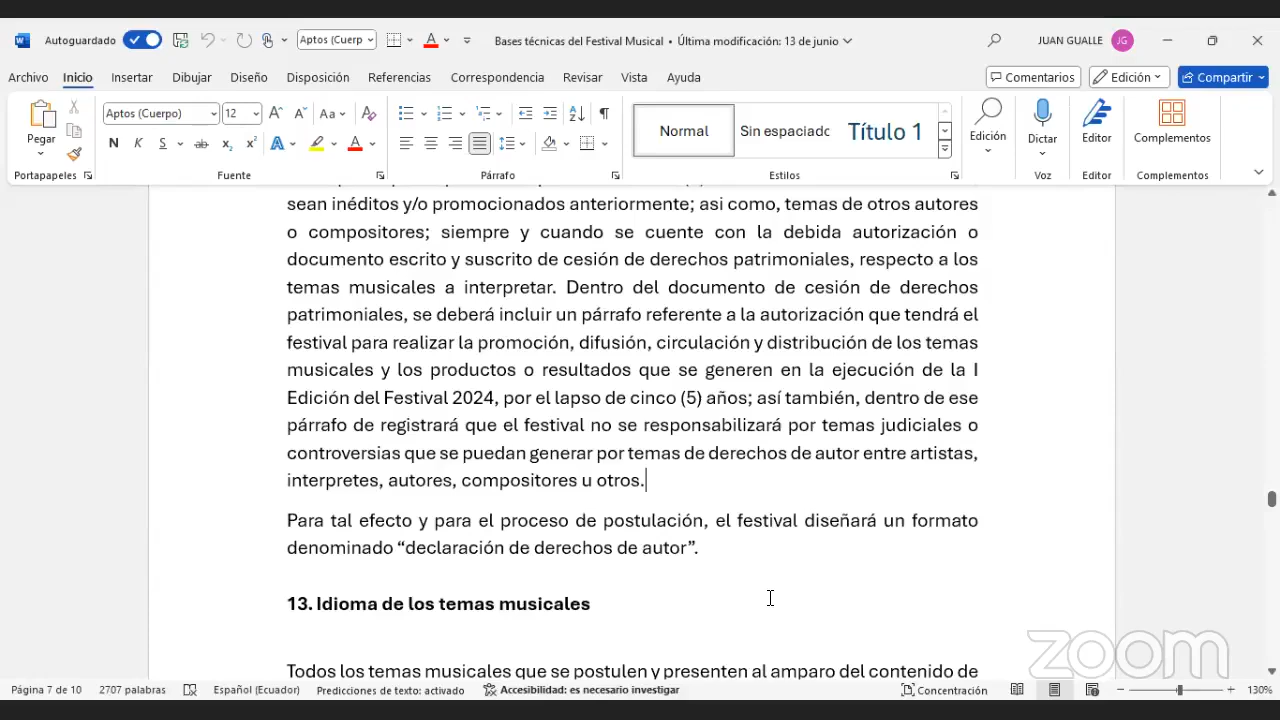 Autoguardado
Aptos (Cuerp
Bases técnicas del Festival Musical • Última modificación: 13 de junio
JUAN GUALLE
JG
Archivo Inicio Insertar Dibujar Diseño Disposición Referencias Correspondencia Revisar Vista Ayuda
Comentarios
Edición
Compartir
Pegar
Aptos (Cuerpo)
12
Aa
N K S ab x₂ x²
Normal
Sin espaciado
Título 1
Edición
Dictar
Editor
Complementos
Portapapeles
Fuente
Párrafo
Estilos
Voz
Editor
Complementos
sean inéditos y/o promocionados anteriormente; asi como, temas de otros autores
o compositores; siempre y cuando se cuente con la debida autorización o
documento escrito y suscrito de cesión de derechos patrimoniales, respecto a los
temas musicales a interpretar. Dentro del documento de cesión de derechos
patrimoniales, se deberá incluir un párrafo referente a la autorización que tendrá el
festival para realizar la promoción, difusión, circulación y distribución de los temas
musicales y los productos o resultados que se generen en la ejecución de la I
Edición del Festival 2024, por el lapso de cinco (5) años; así también, dentro de ese
párrafo de registrará que el festival no se responsabilizará por temas judiciales o
controversias que se puedan generar por temas de derechos de autor entre artistas,
interpretes, autores, compositores u otros.
Para tal efecto y para el proceso de postulación, el festival diseñará un formato
denominado “declaración de derechos de autor”.
13. Idioma de los temas musicales
Todos los temas musicales que se postulen y presenten al amparo del contenido de
zoom
Página 7 de 10
2707 palabras
Español (Ecuador)
Predicciones de texto: activado
Accesibilidad: es necesario investigar
Concentración
130%